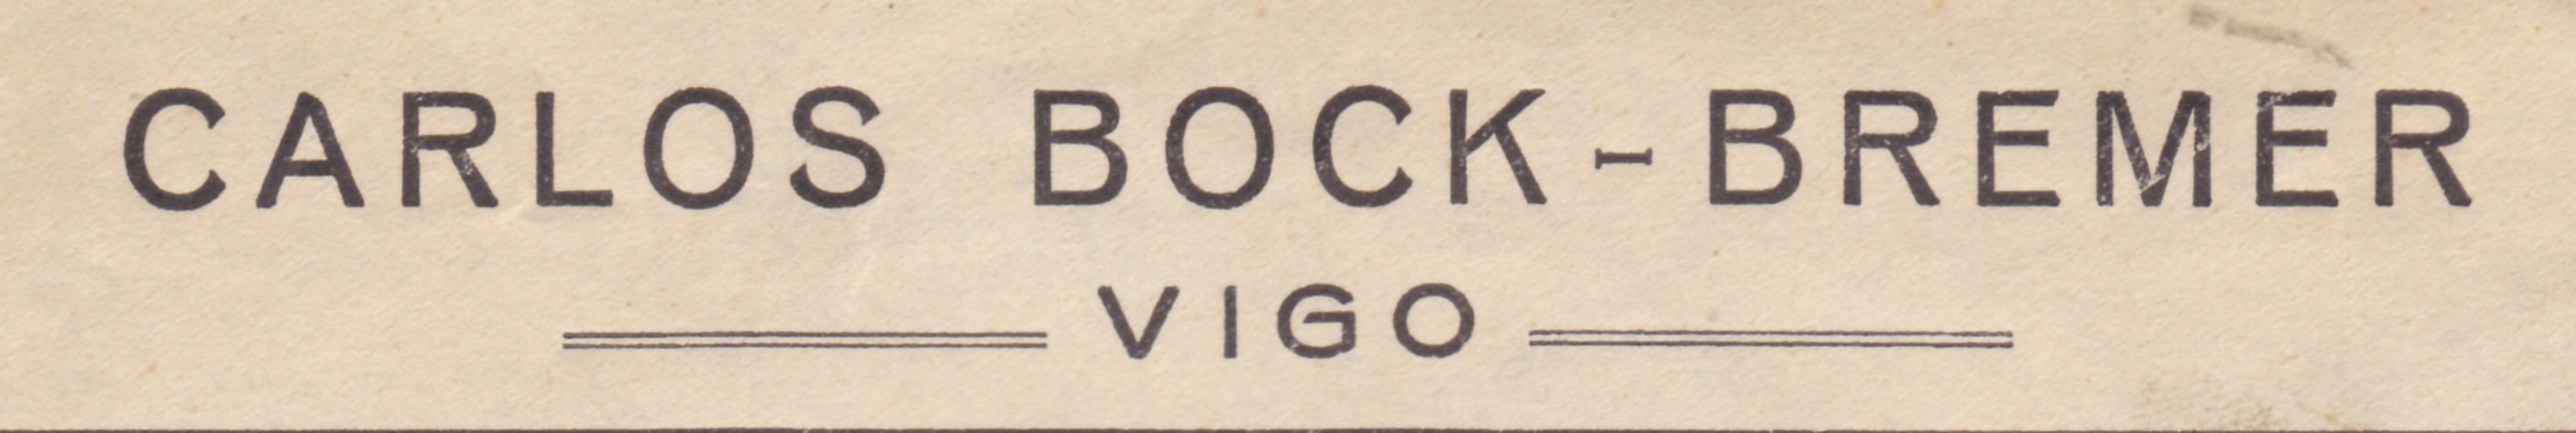 CARLOS BOCK-BREMER
VIGO